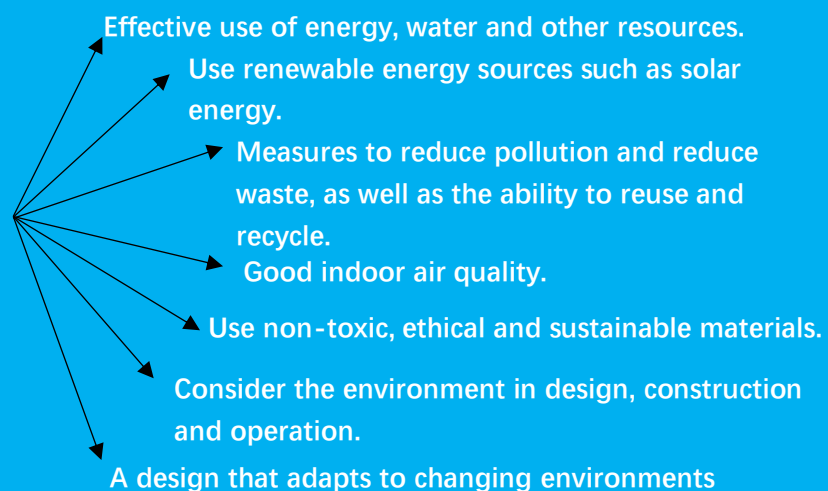 Effective use of energy, water and other resources.
Use renewable energy sources such as solar
energy.
Measures to reduce pollution and reduce
waste, as well as the ability to reuse and
recycle.
Good indoor air quality.
Use non-toxic, ethical and sustainable materials.
Consider the environment in design, construction
and operation.
A design that adapts to changing environments